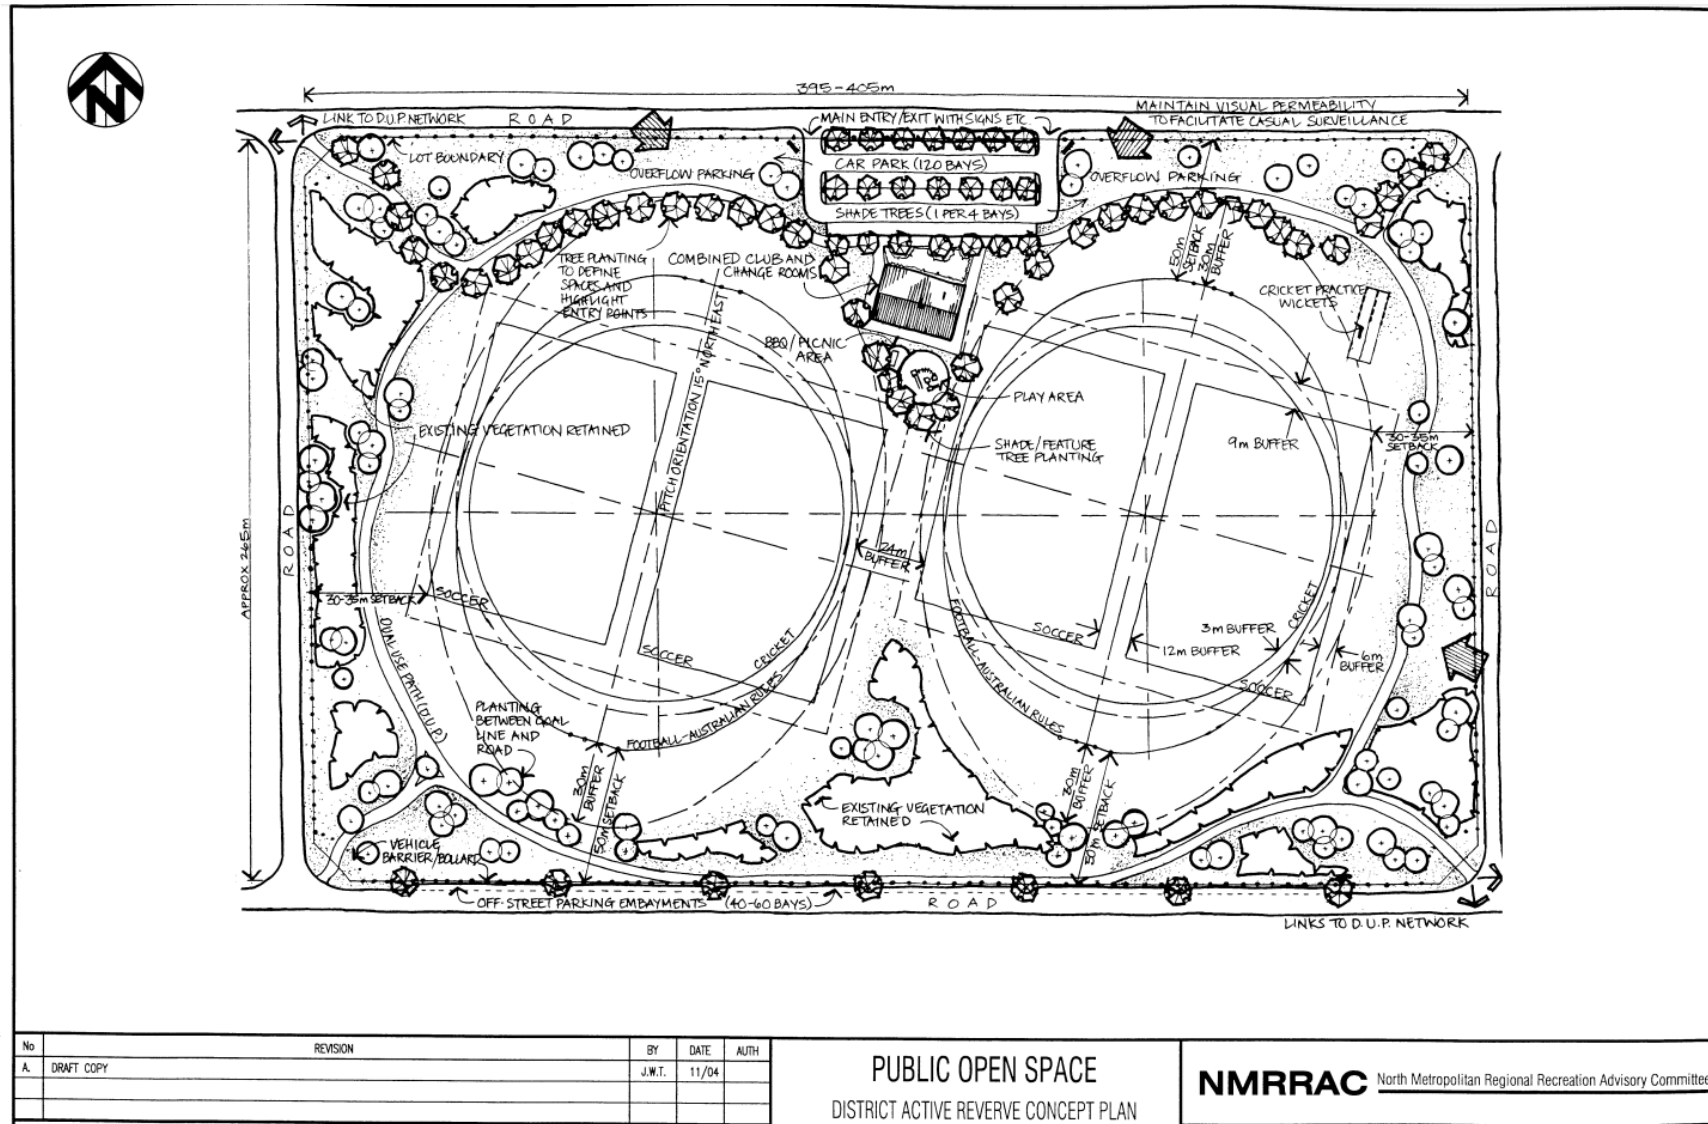 N
395-405m
LINK TO D.U.P. NETWORK
ROAD
MAIN ENTRY/EXIT WITH SIGNS ETC.
MAINTAIN VISUAL PERMEABILITY
TO FACILITATE CASUAL SURVEILLANCE
LOT BOUNDARY
OVERFLOW PARKING
CAR PARK (120 BAYS)
OVERFLOW PARKING
SHADE TREES (1 PER 4 BAYS)
TREE PLANTING
TO DEFINE
SPACES AND
HIGHLIGHT
ENTRY POINTS
COMBINED CLUB AND
CHANGE ROOMS
50m
SETBACK
30m
BUFFER
CRICKET PRACTICE
WICKETS
BBQ/PICNIC
AREA
PITCH ORIENTATION 15° NORTH EAST
PLAY AREA
EXISTING VEGETATION RETAINED
SHADE/FEATURE
TREE PLANTING
9m BUFFER
30-35m
SETBACK
APPROX 265m
ROAD
ROAD
24m
BUFFER
30-35m SETBACK
SOCCER
SOCCER
CRICKET
FOOTBALL-AUSTRALIAN RULES
DUAL USE PATH (D.U.P.)
SOCCER
FOOTBALL-AUSTRALIAN RULES
CRICKET
3m BUFFER
12m BUFFER
6m
BUFFER
SOCCER
PLANTING
BETWEEN GOAL
LINE AND
ROAD
30m
BUFFER
50m SETBACK
EXISTING VEGETATION
RETAINED
30m
BUFFER
50m SETBACK
VEHICLE
BARRIER/BOLLARD
OFF-STREET PARKING EMBAYMENTS (40-60 BAYS)
ROAD
LINKS TO D.U.P. NETWORK
No REVISION BY DATE AUTH
A. DRAFT COPY J.W.T. 11/04
PUBLIC OPEN SPACE
DISTRICT ACTIVE REVERVE CONCEPT PLAN
NMRRAC North Metropolitan Regional Recreation Advisory Committee